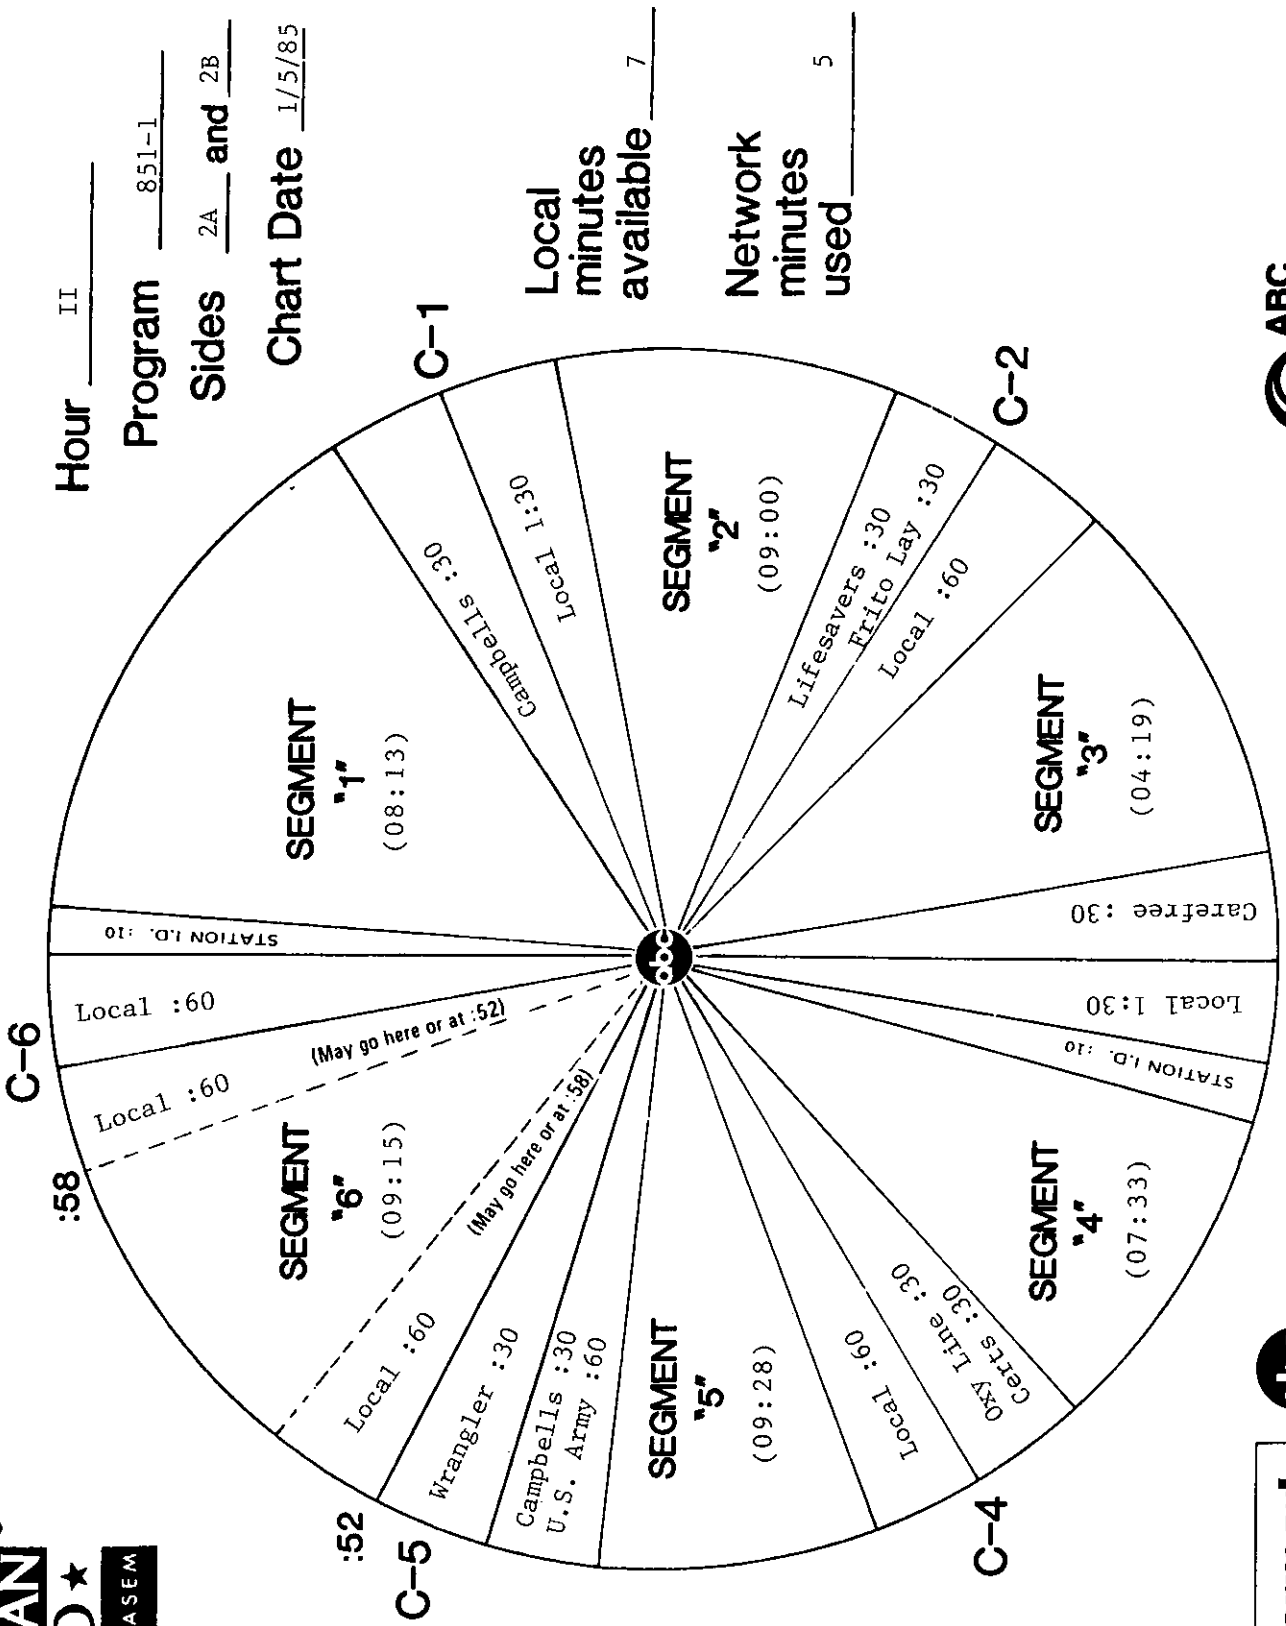 Hour II
Program 851-1
Sides 2A and 2B
Chart Date 1/5/85
Local
minutes
available 7
Network
minutes
used 5
ABC
C-1
C-2
C-4
C-5
:52
:58
C-6
SEGMENT
"1"
(08:13)
Campbells :30
Local 1:30
SEGMENT
"2"
(09:00)
Lifesavers :30
Frito Lay :30
Local :60
SEGMENT
"3"
(04:19)
Carefree :30
Local 1:30
STATION I.D. :10
SEGMENT
"4"
(07:33)
Certs :30
Oxy Line :30
Local :60
SEGMENT
"5"
(09:28)
Campbells :30
U.S. Army :60
Wrangler :30
Local :60
(May go here or at :58)
SEGMENT
"6"
(09:15)
(May go here or at :52)
Local :60
Local :60
STATION I.D. :10
abc
AN
ASEM